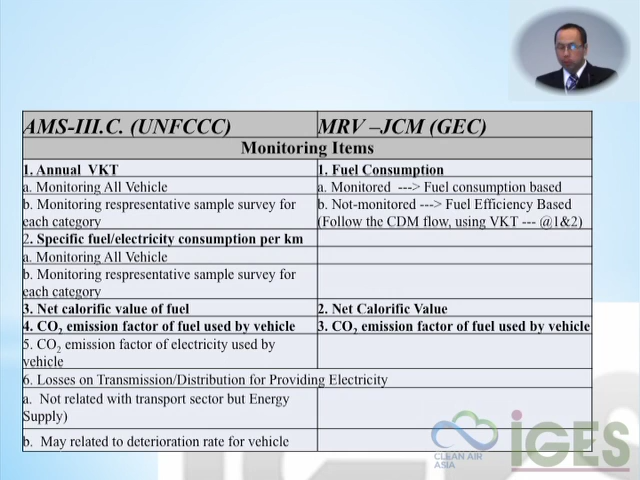 AMS-III.C. (UNFCCC) MRV –JCM (GEC)
Monitoring Items
1. Annual VKT 1. Fuel Consumption
a. Monitoring All Vehicle a. Monitored ---> Fuel consumption based
b. Monitoring respresentative sample survey for b. Not-monitored ---> Fuel Efficiency Based
each category (Follow the CDM flow, using VKT --- @1&2)
2. Specific fuel/electricity consumption per km
a. Monitoring All Vehicle
b. Monitoring respresentative sample survey for
each category
3. Net calorific value of fuel 2. Net Calorific Value
4. CO₂ emission factor of fuel used by vehicle 3. CO₂ emission factor of fuel used by vehicle
5. CO₂ emission factor of electricity used by
vehicle
6. Losses on Transmission/Distribution for Providing Electricity
a. Not related with transport sector but Energy
Supply)
b. May related to deterioration rate for vehicle
CLEAN AIR
ASIA
iGES